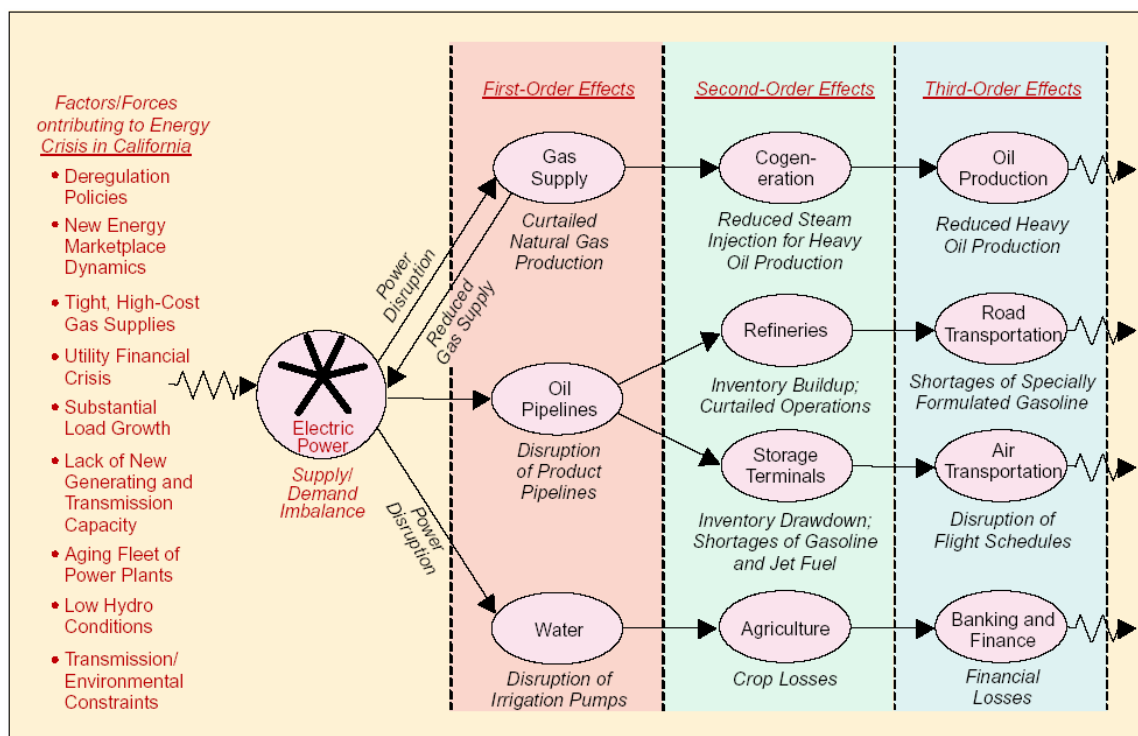 Factors/Forces
ontributing to Energy
Crisis in California
• Deregulation
Policies
• New Energy
Marketplace
Dynamics
• Tight, High-Cost
Gas Supplies
• Utility Financial
Crisis
• Substantial
Load Growth
• Lack of New
Generating and
Transmission
Capacity
• Aging Fleet of
Power Plants
• Low Hydro
Conditions
• Transmission/
Environmental
Constraints
Electric
Power
Supply/
Demand
Imbalance
Power
Disruption
Reduced
Gas Supply
Power
Disruption
First-Order Effects
Gas
Supply
Curtailed
Natural Gas
Production
Oil
Pipelines
Disruption
of Product
Pipelines
Water
Disruption of
Irrigation Pumps
Second-Order Effects
Cogen-
eration
Reduced Steam
Injection for Heavy
Oil Production
Refineries
Inventory Buildup;
Curtailed Operations
Storage
Terminals
Inventory Drawdown;
Shortages of Gasoline
and Jet Fuel
Agriculture
Crop Losses
Third-Order Effects
Oil
Production
Reduced Heavy
Oil Production
Road
Transportation
Shortages of Specially
Formulated Gasoline
Air
Transportation
Disruption of
Flight Schedules
Banking and
Finance
Financial
Losses